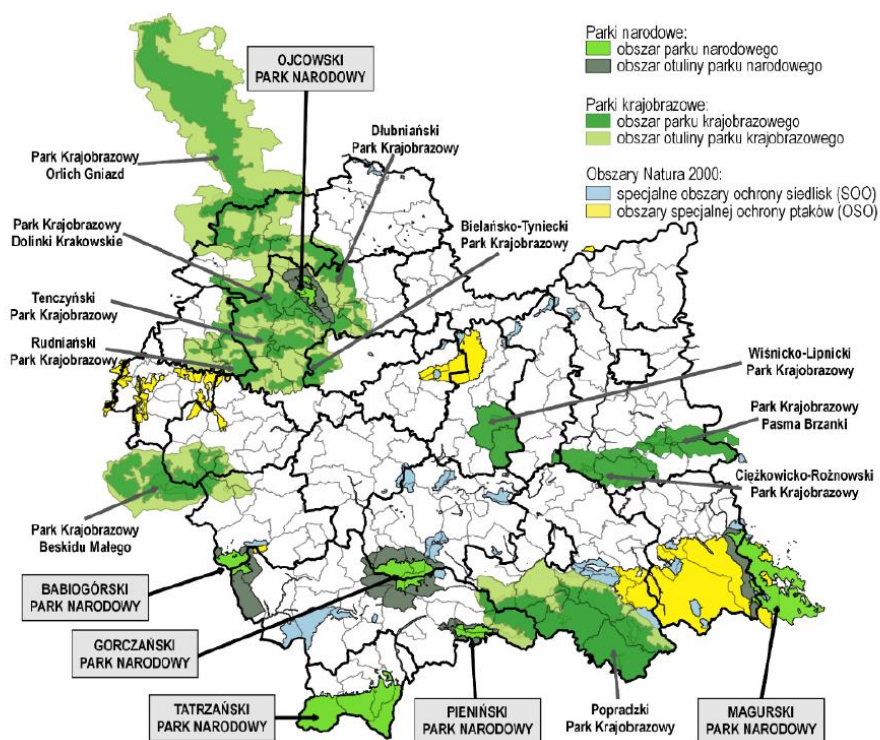 OJCOWSKI
PARK NARODOWY
Parki narodowe:
obszar parku narodowego
obszar otuliny parku narodowego
Parki krajobrazowe:
obszar parku krajobrazowego
obszar otuliny parku krajobrazowego
Obszary Natura 2000:
specjalne obszary ochrony siedlisk (SOO)
obszary specjalnej ochrony ptaków (OSO)
Dłubniański
Park Krajobrazowy
Park Krajobrazowy
Orlich Gniazd
Park Krajobrazowy
Dolinki Krakowskie
Bielańsko-Tyniecki
Park Krajobrazowy
Tenczyński
Park Krajobrazowy
Rudniański
Park Krajobrazowy
Wiśnicko-Lipnicki
Park Krajobrazowy
Park Krajobrazowy
Pasma Brzanki
Ciężkowicko-Rożnowski
Park Krajobrazowy
Park Krajobrazowy
Beskidu Małego
BABIOGÓRSKI
PARK NARODOWY
GORCZAŃSKI
PARK NARODOWY
TATRZAŃSKI
PARK NARODOWY
PIENIŃSKI
PARK NARODOWY
Popradzki
Park Krajobrazowy
MAGURSKI
PARK NARODOWY